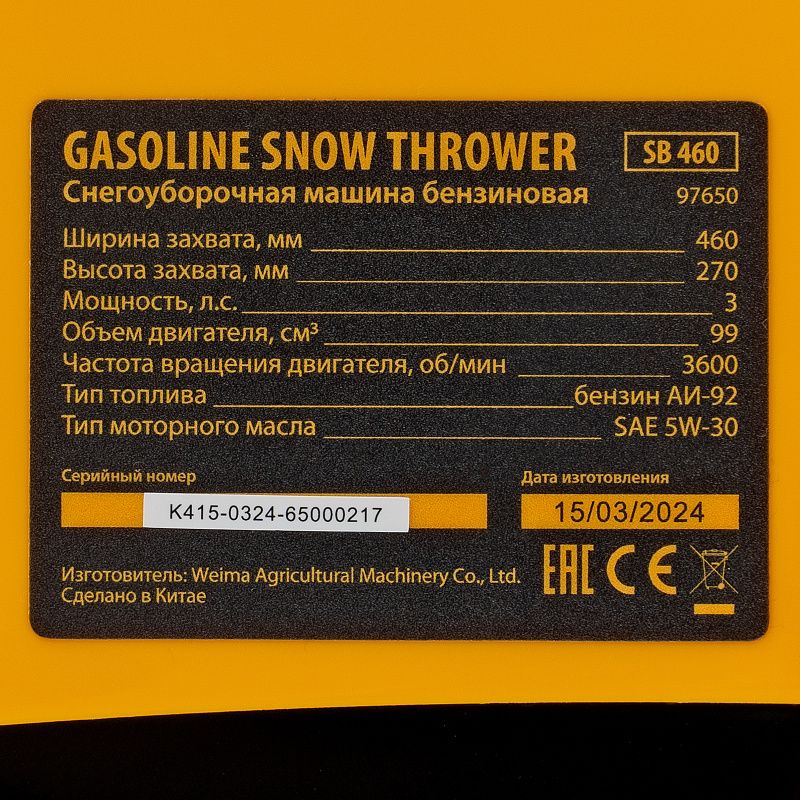 GASOLINE SNOW THROWER SB 460
Снегоуборочная машина бензиновая 97650
Ширина захвата, мм 460
Высота захвата, мм 270
Мощность, л.с. 3
Объем двигателя, см³ 99
Частота вращения двигателя, об/мин 3600
Тип топлива бензин АИ-92
Тип моторного масла SAE 5W-30
Серийный номер Дата изготовления
K415-0324-65000217 15/03/2024
Изготовитель: Weima Agricultural Machinery Co., Ltd.
Сделано в Китае
EAC CE